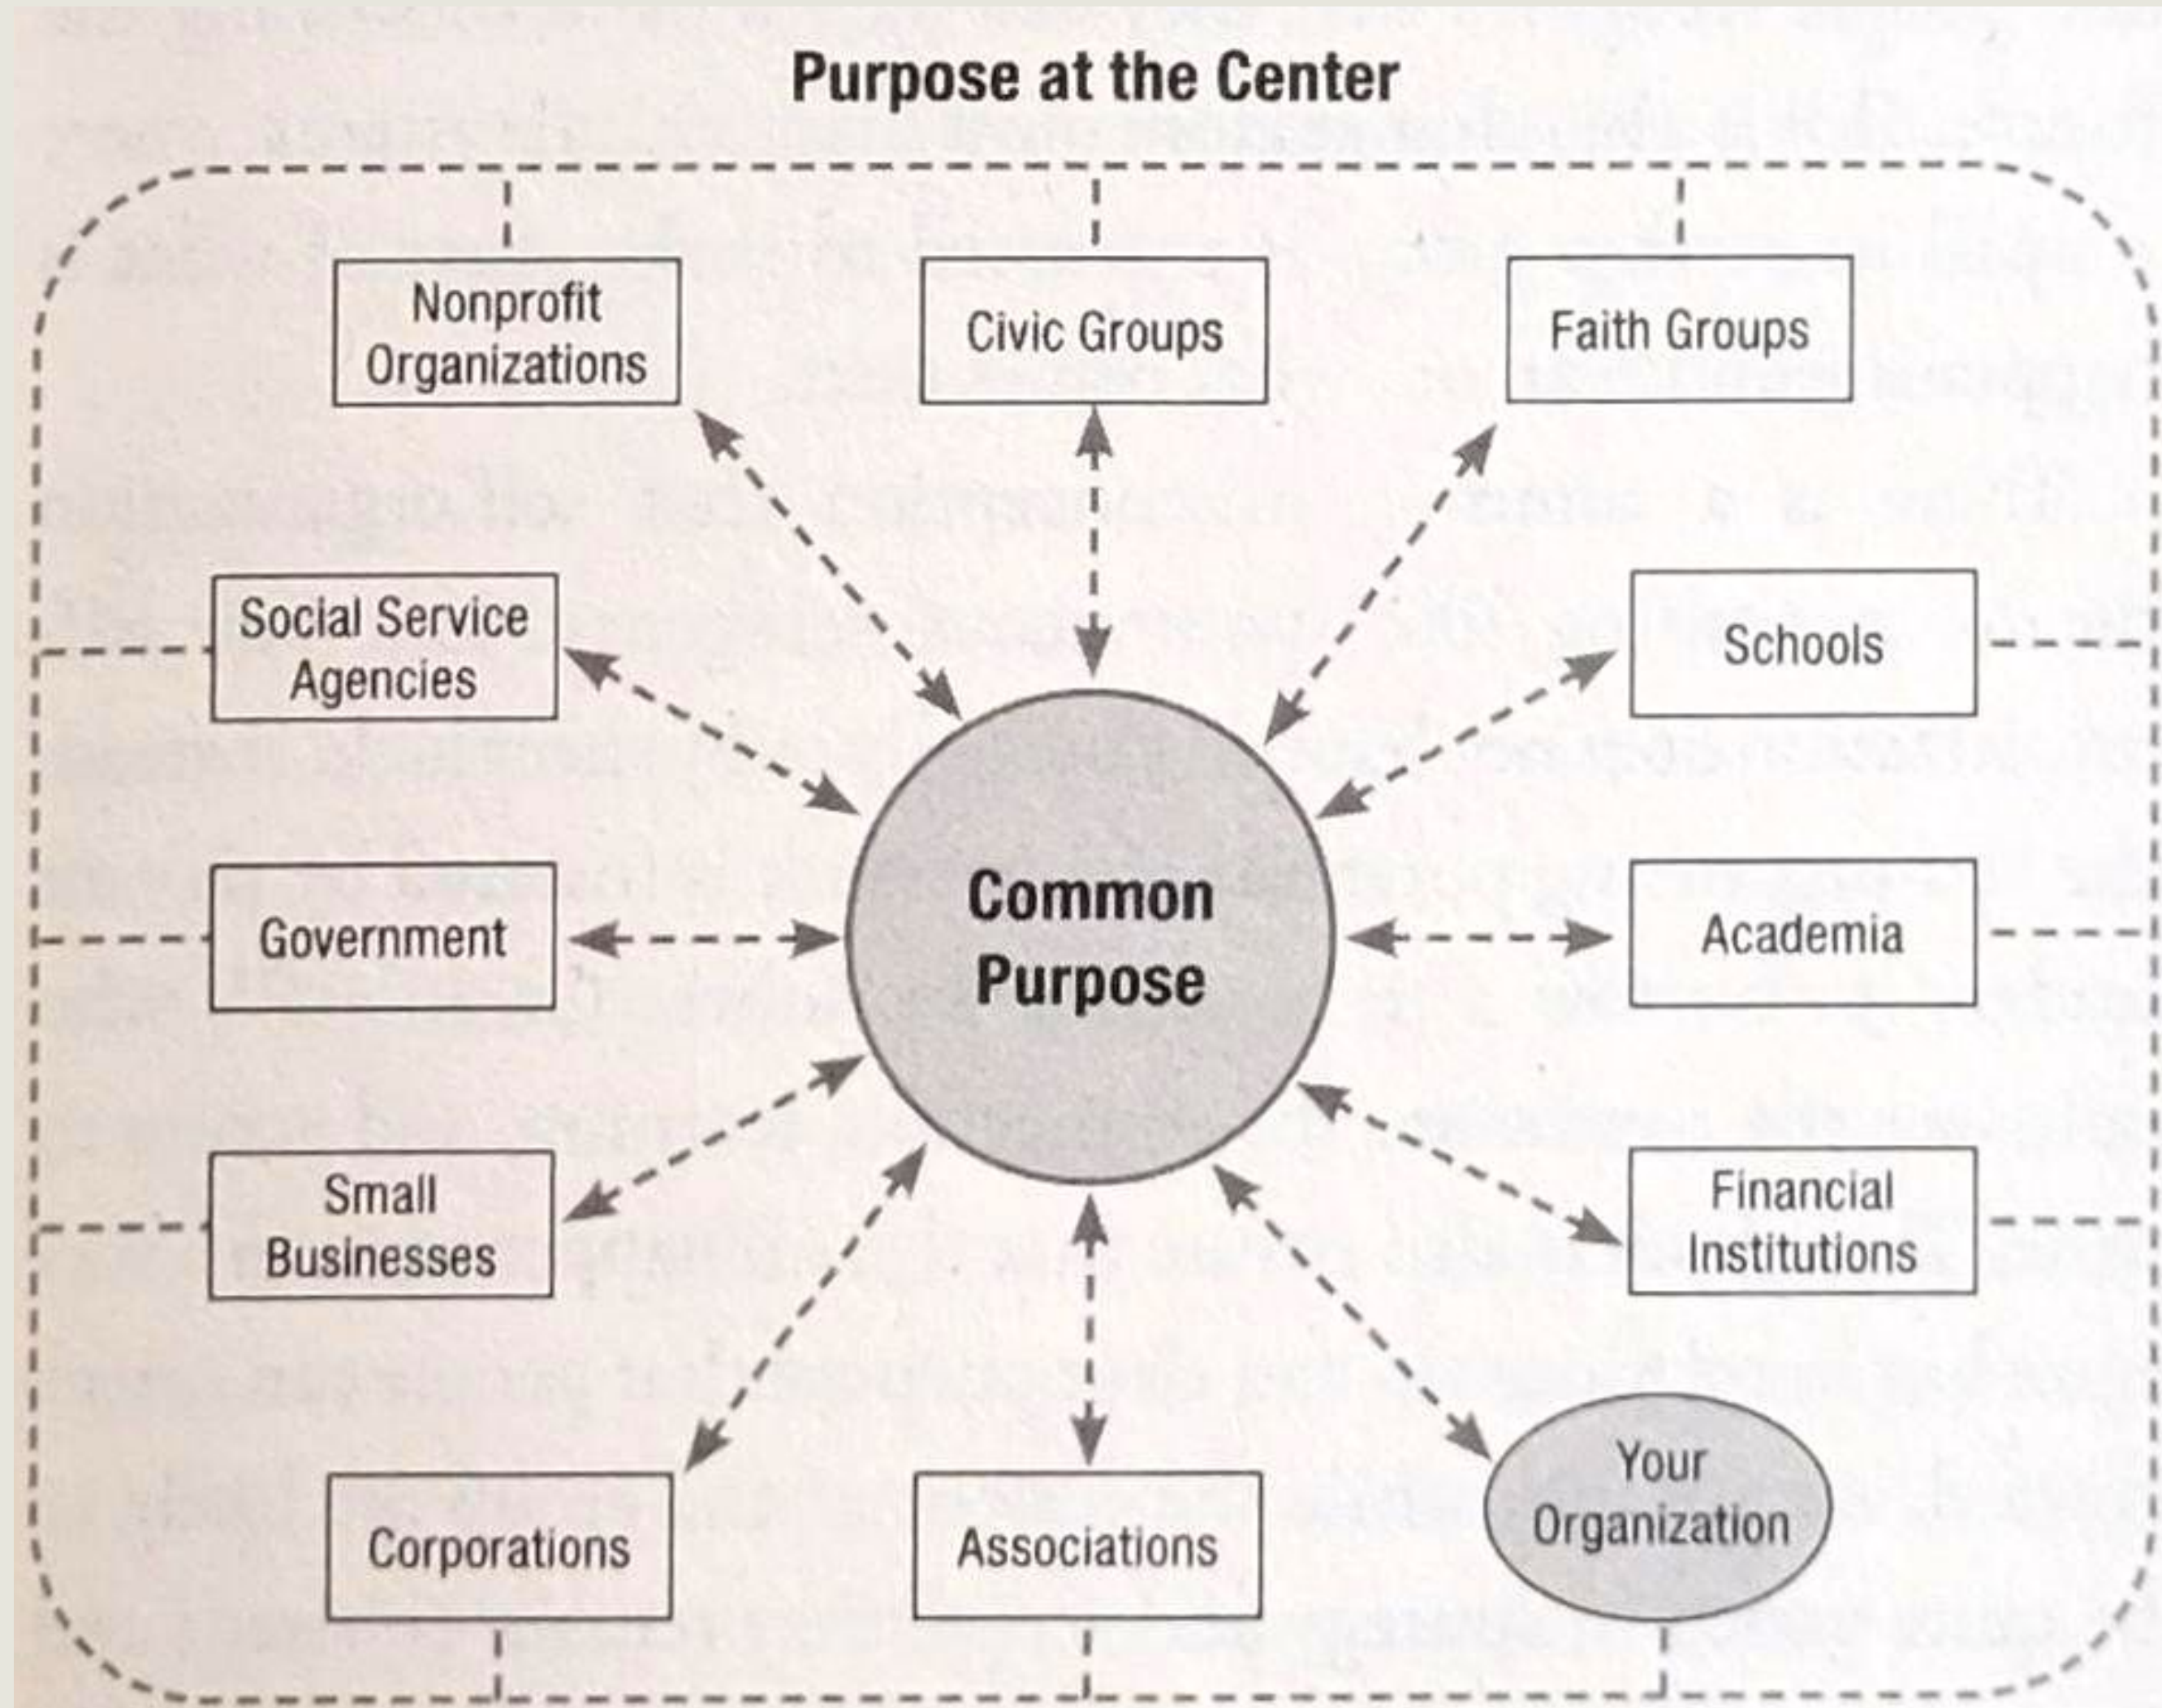 Purpose at the Center
Nonprofit
Organizations
Civic Groups
Faith Groups
Social Service
Agencies
Schools
Government
Common
Purpose
Academia
Small
Businesses
Financial
Institutions
Corporations
Associations
Your
Organization